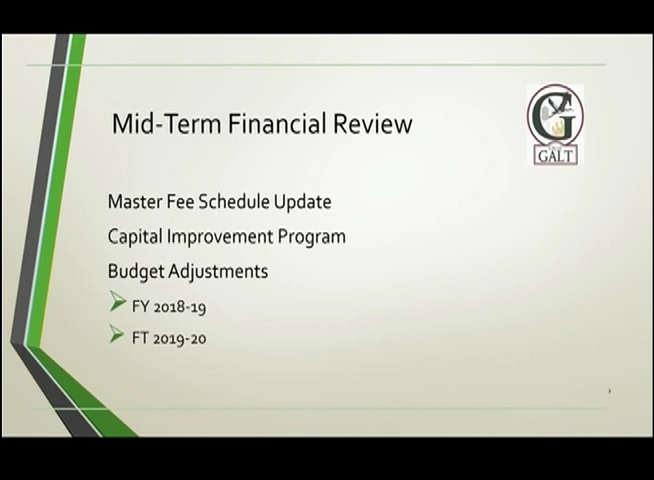 Mid-Term Financial Review
GALT
Master Fee Schedule Update
Capital Improvement Program
Budget Adjustments
FY 2018-19
FT 2019-20